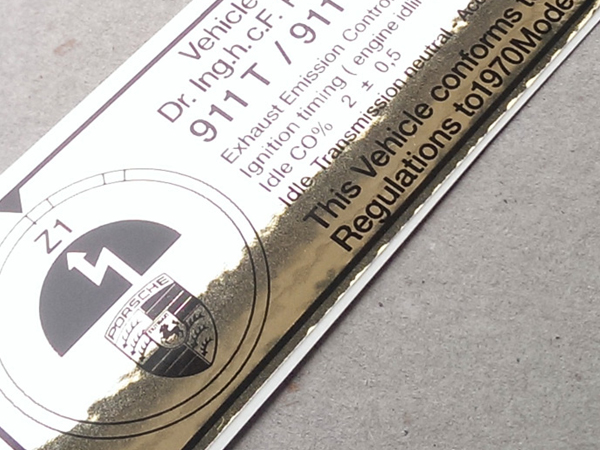 Vehicle
Dr. Ing.h.c.F.
911 T / 911
Exhaust Emission Contro
Ignition timing ( engine idlin
Idle CO% 2 ± 0,5
Idle Transmission neutral
This Vehicle conforms t
Regulations to1970Mode
Z1
PORSCHE